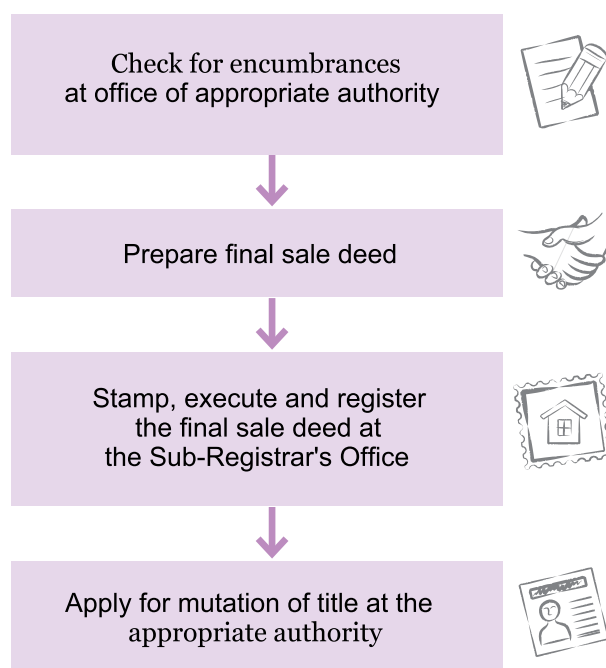 Check for encumbrances
at office of appropriate authority
Prepare final sale deed
Stamp, execute and register
the final sale deed at
the Sub-Registrar's Office
Apply for mutation of title at the
appropriate authority